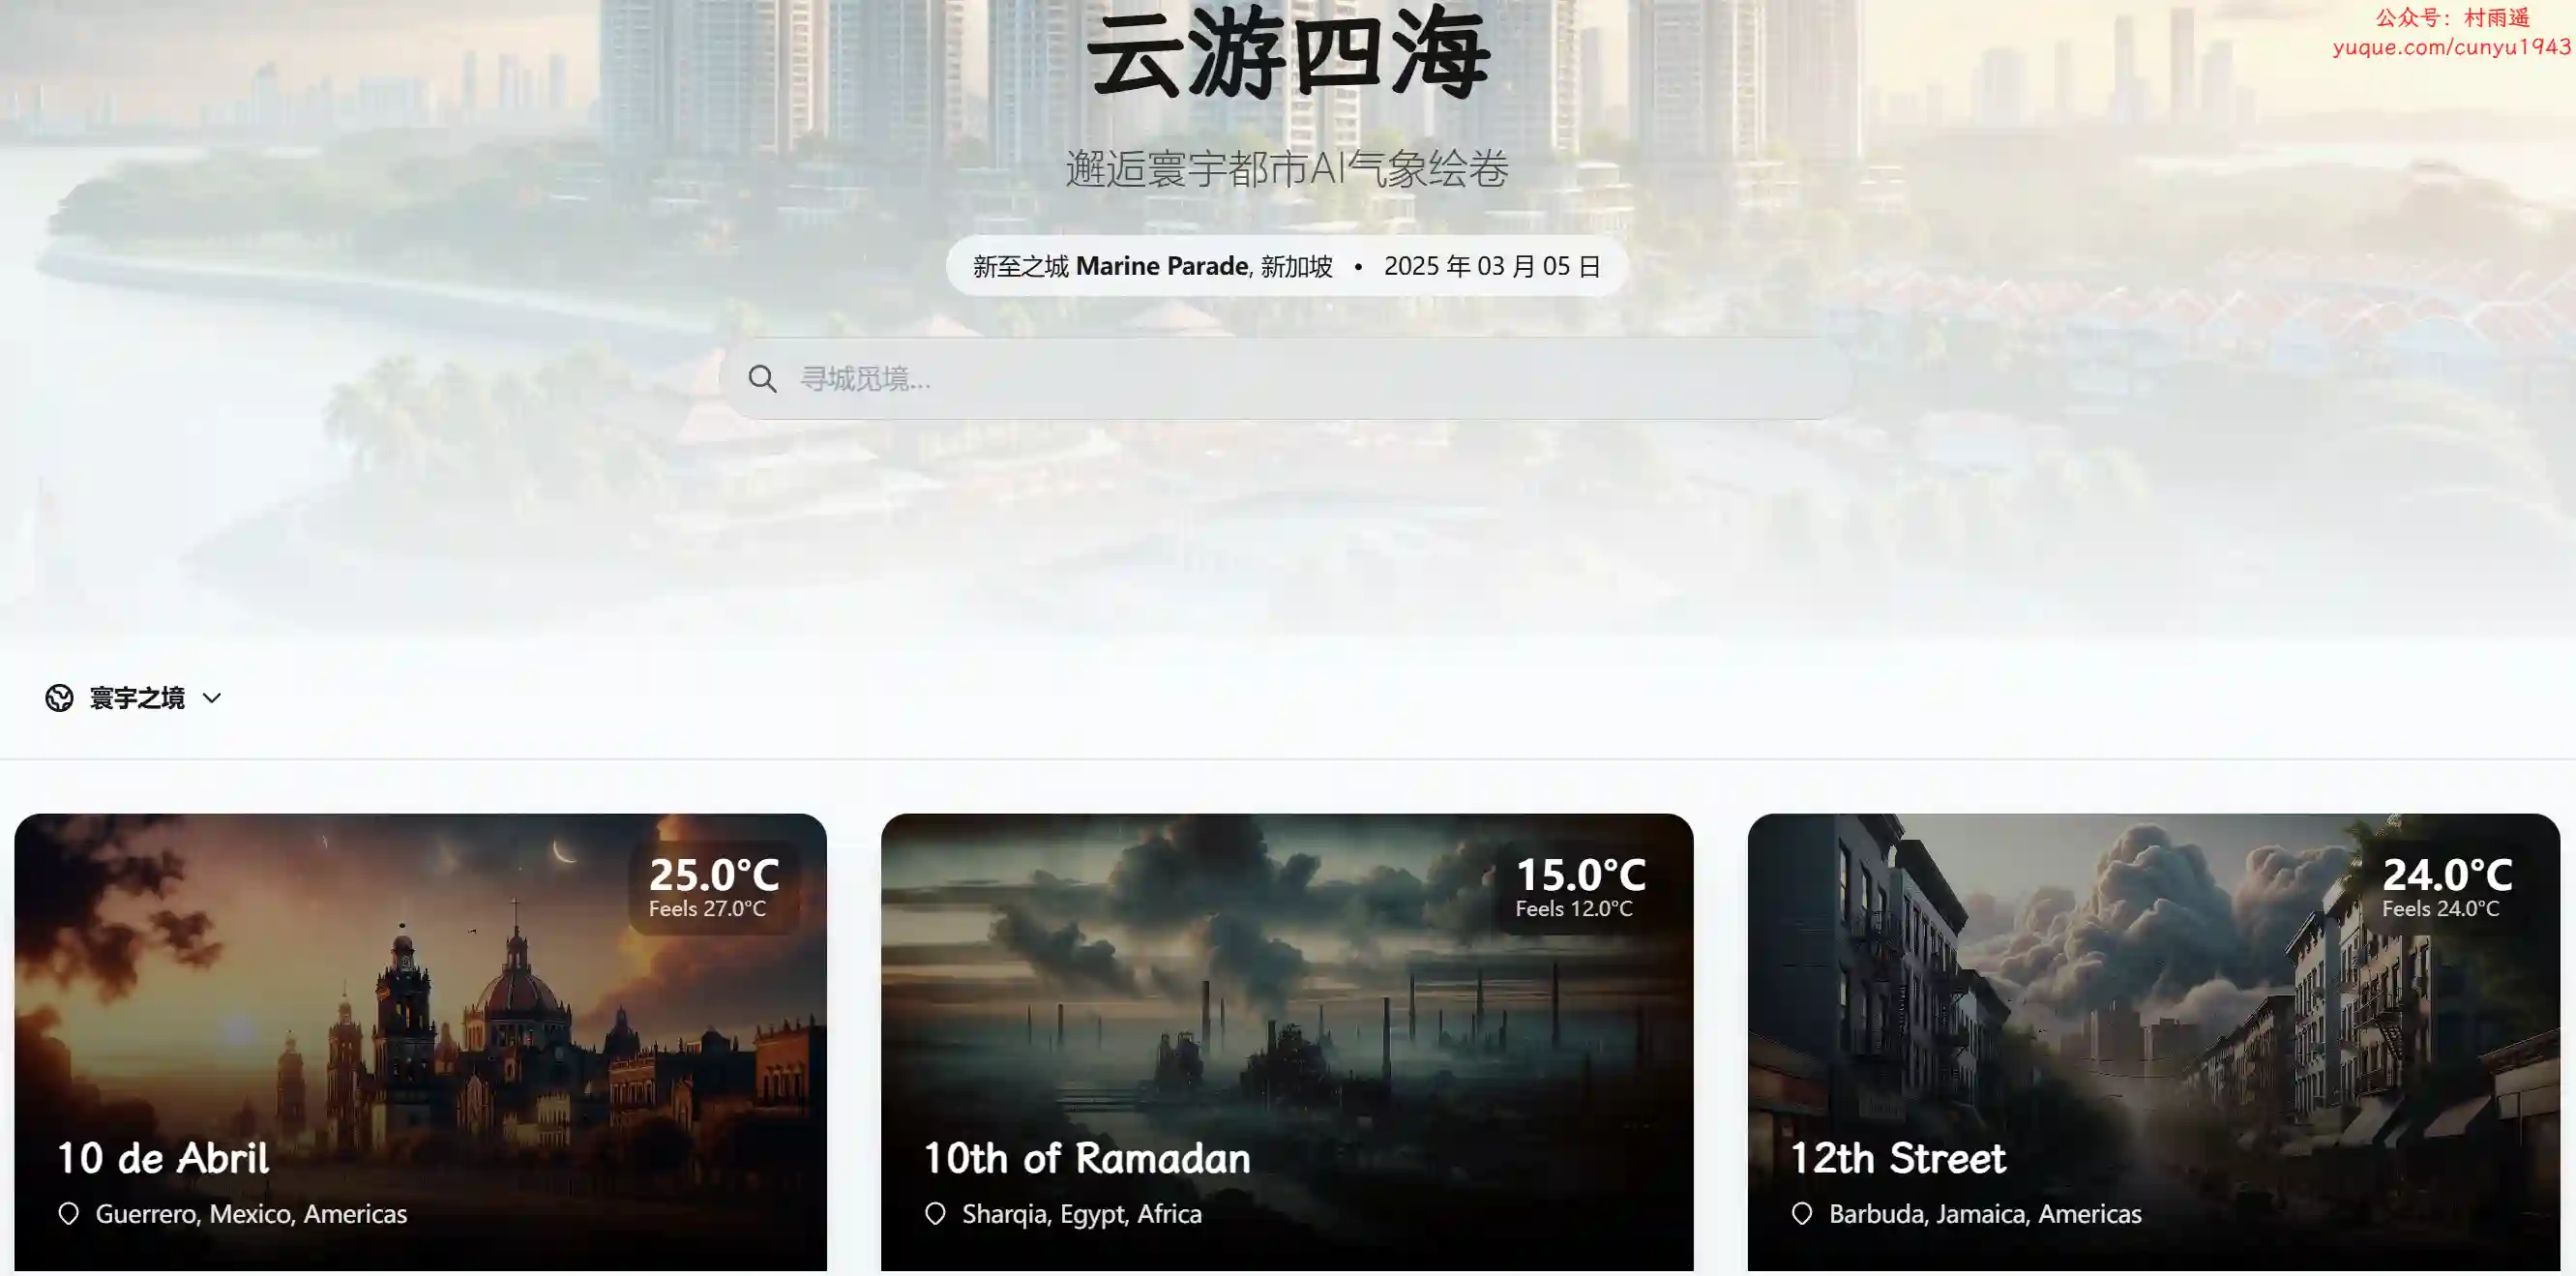 云游四海
公众号：村雨遥
yuque.com/cunyu1943
邂逅寰宇都市AI气象绘卷
新至之城 Marine Parade, 新加坡 • 2025 年 03 月 05 日
寻城觅境...
寰宇之境
25.0°C
Feels 27.0°C
10 de Abril
Guerrero, Mexico, Americas
15.0°C
Feels 12.0°C
10th of Ramadan
Sharqia, Egypt, Africa
24.0°C
Feels 24.0°C
12th Street
Barbuda, Jamaica, Americas